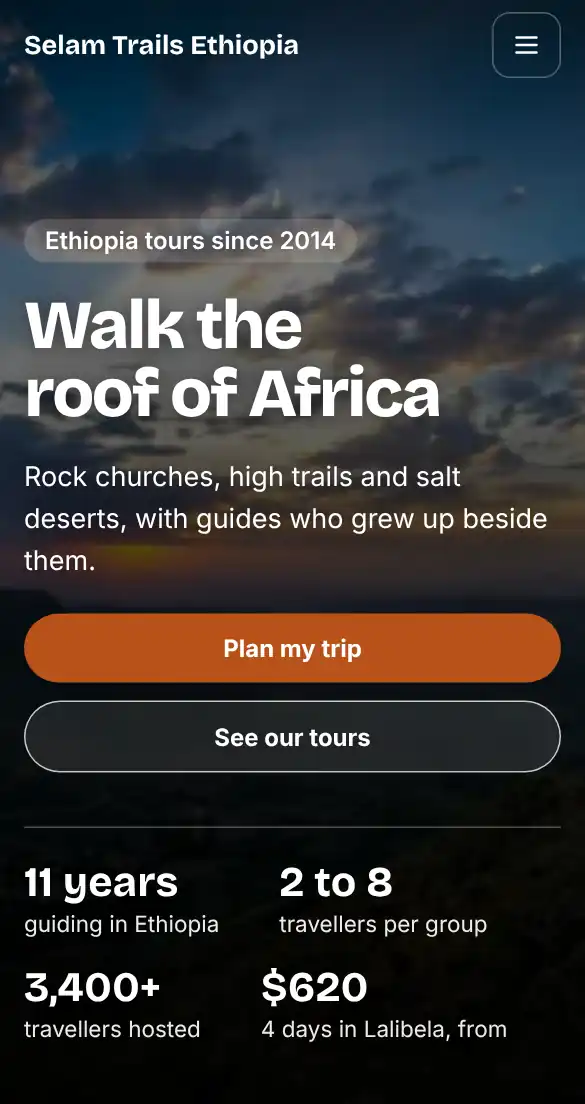 Selam Trails Ethiopia
Ethiopia tours since 2014
Walk the
roof of Africa
Rock churches, high trails and salt
deserts, with guides who grew up beside
them.
Plan my trip
See our tours
11 years
guiding in Ethiopia
2 to 8
travellers per group
3,400+
travellers hosted
$620
4 days in Lalibela, from